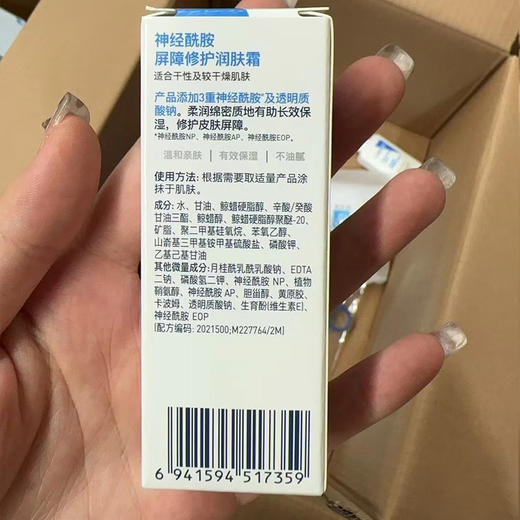 神经酰胺
屏障修护润肤霜
适合干性及较干燥肌肤
产品添加3重神经酰胺*及透明质
酸钠。柔润绵密质地有助长效保
湿，修护皮肤屏障。
*神经酰胺NP、神经酰胺AP、神经酰胺EOP。
温和亲肤 | 有效保湿 | 不油腻
使用方法：根据需要取适量产品涂
抹于肌肤。
成分：水、甘油、鲸蜡硬脂醇、辛酸/癸酸
甘油三酯、鲸蜡醇、鲸蜡硬脂醇聚醚-20、
矿脂、聚二甲基硅氧烷、苯氧乙醇、
山嵛基三甲基铵甲基硫酸盐、磷酸钾、
乙基己基甘油
其他微量成分：月桂酰乳酰乳酸钠、EDTA
二钠、磷酸氢二钾、神经酰胺 NP、植物
鞘氨醇、神经酰胺 AP、胆甾醇、黄原胶、
卡波姆、透明质酸钠、生育酚(维生素E)、
神经酰胺 EOP
[配方编码: 2021500;M227764/2M]
6 941594 517359